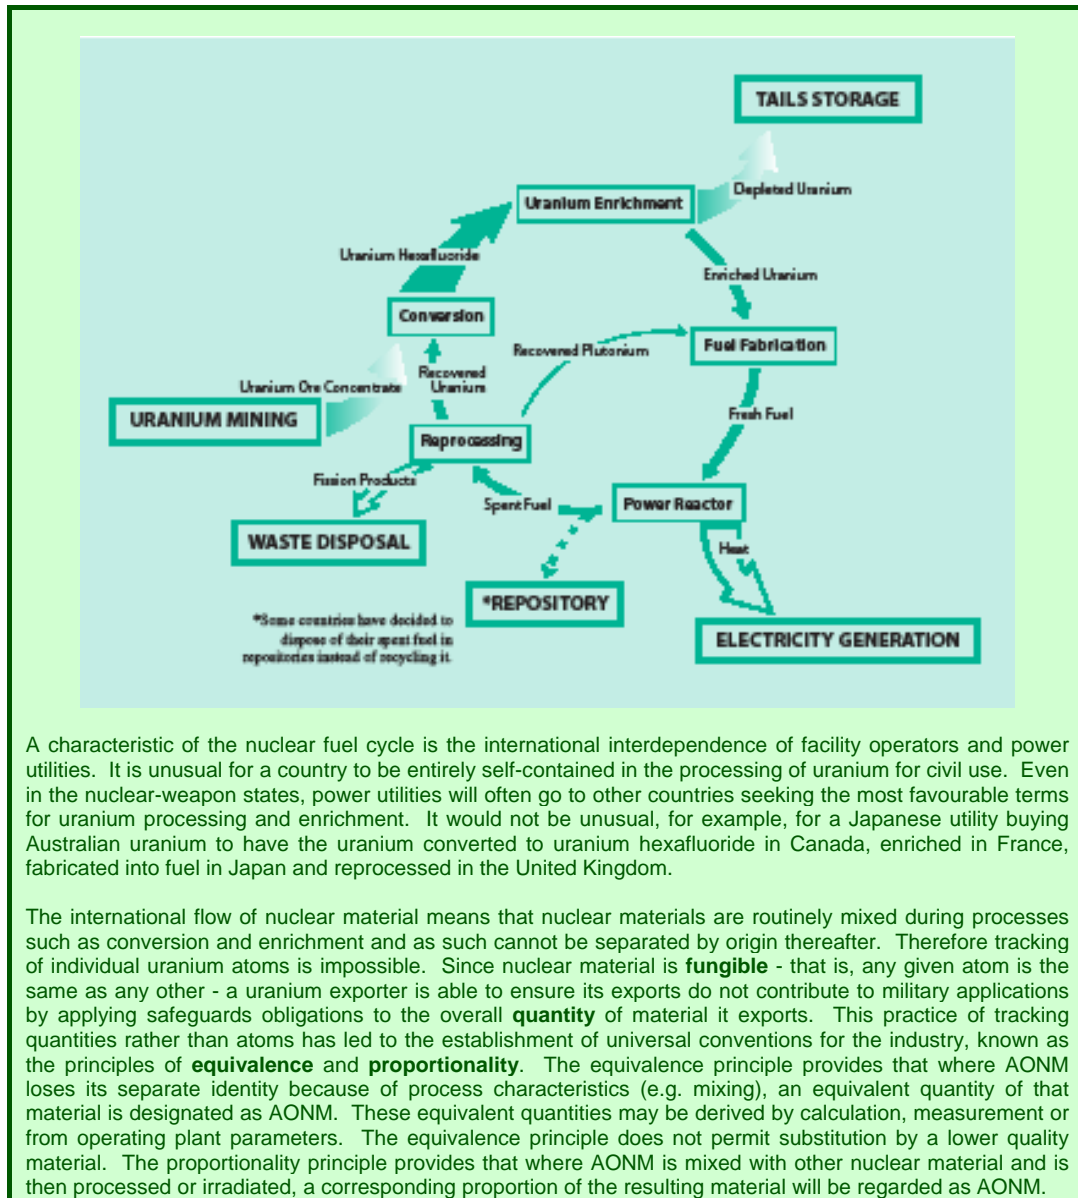 TAILS STORAGE
Depleted Uranium
Uranium Enrichment
Uranium Hexafluoride
Enriched Uranium
Conversion
Fuel Fabrication
Recovered Plutonium
Recovered
Uranium
Uranium Ore Concentrate
URANIUM MINING
Fresh Fuel
Reprocessing
Fission Products
Spent Fuel
Power Reactor
WASTE DISPOSAL
Heat
*REPOSITORY
*Some countries have decided to
dispose of their spent fuel in
repositories instead of recycling it.
ELECTRICITY GENERATION
A characteristic of the nuclear fuel cycle is the international interdependence of facility operators and power
utilities. It is unusual for a country to be entirely self-contained in the processing of uranium for civil use. Even
in the nuclear-weapon states, power utilities will often go to other countries seeking the most favourable terms
for uranium processing and enrichment. It would not be unusual, for example, for a Japanese utility buying
Australian uranium to have the uranium converted to uranium hexafluoride in Canada, enriched in France,
fabricated into fuel in Japan and reprocessed in the United Kingdom.
The international flow of nuclear material means that nuclear materials are routinely mixed during processes
such as conversion and enrichment and as such cannot be separated by origin thereafter. Therefore tracking
of individual uranium atoms is impossible. Since nuclear material is fungible - that is, any given atom is the
same as any other - a uranium exporter is able to ensure its exports do not contribute to military applications
by applying safeguards obligations to the overall quantity of material it exports. This practice of tracking
quantities rather than atoms has led to the establishment of universal conventions for the industry, known as
the principles of equivalence and proportionality. The equivalence principle provides that where AONM
loses its separate identity because of process characteristics (e.g. mixing), an equivalent quantity of that
material is designated as AONM. These equivalent quantities may be derived by calculation, measurement or
from operating plant parameters. The equivalence principle does not permit substitution by a lower quality
material. The proportionality principle provides that where AONM is mixed with other nuclear material and is
then processed or irradiated, a corresponding proportion of the resulting material will be regarded as AONM.